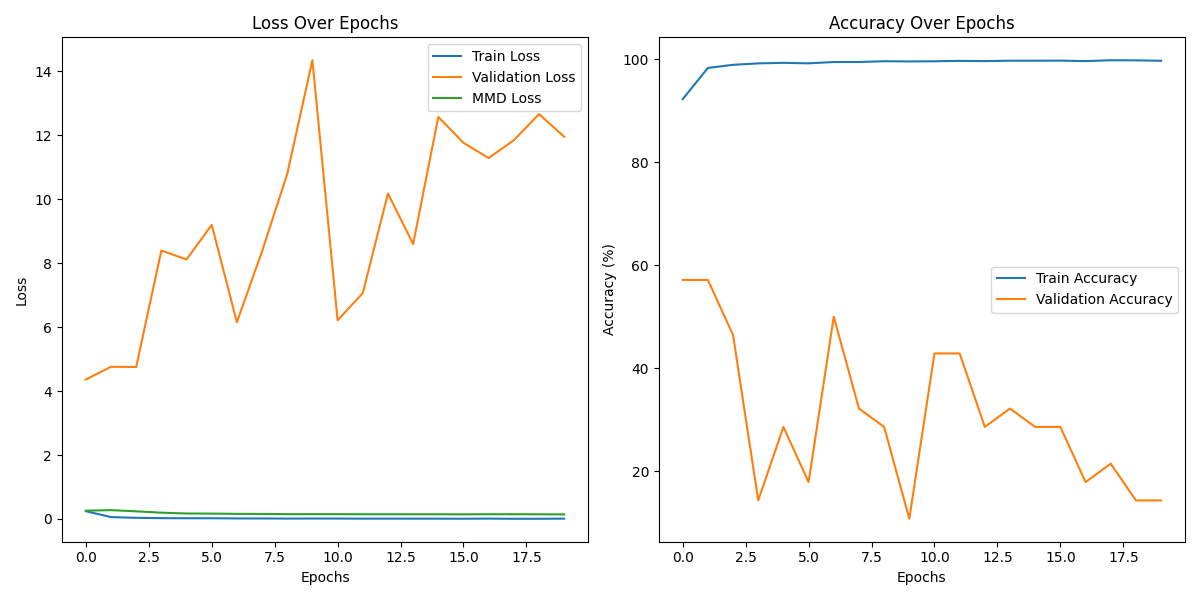 Loss Over Epochs
Train Loss
Validation Loss
MMD Loss
14
12
10
8
6
4
2
0
Loss
0.0 2.5 5.0 7.5 10.0 12.5 15.0 17.5
Epochs
Accuracy Over Epochs
Train Accuracy
Validation Accuracy
100
80
60
40
20
Accuracy (%)
0.0 2.5 5.0 7.5 10.0 12.5 15.0 17.5
Epochs